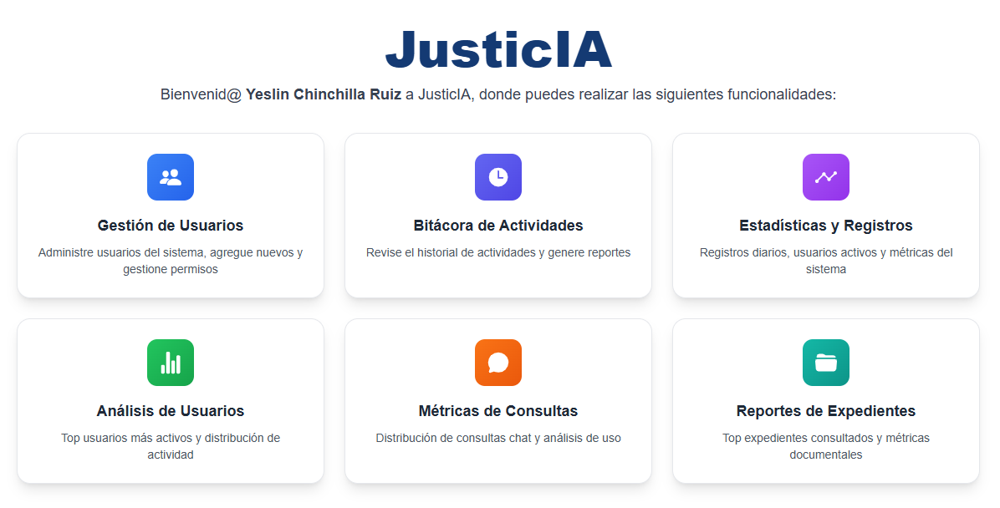 JusticIA
Bienvenid@ Yeslin Chinchilla Ruiz a JusticIA, donde puedes realizar las siguientes funcionalidades:
Gestión de Usuarios
Administre usuarios del sistema, agregue nuevos y
gestione permisos
Bitácora de Actividades
Revise el historial de actividades y genere reportes
Estadísticas y Registros
Registros diarios, usuarios activos y métricas del
sistema
Análisis de Usuarios
Top usuarios más activos y distribución de
actividad
Métricas de Consultas
Distribución de consultas chat y análisis de uso
Reportes de Expedientes
Top expedientes consultados y métricas
documentales